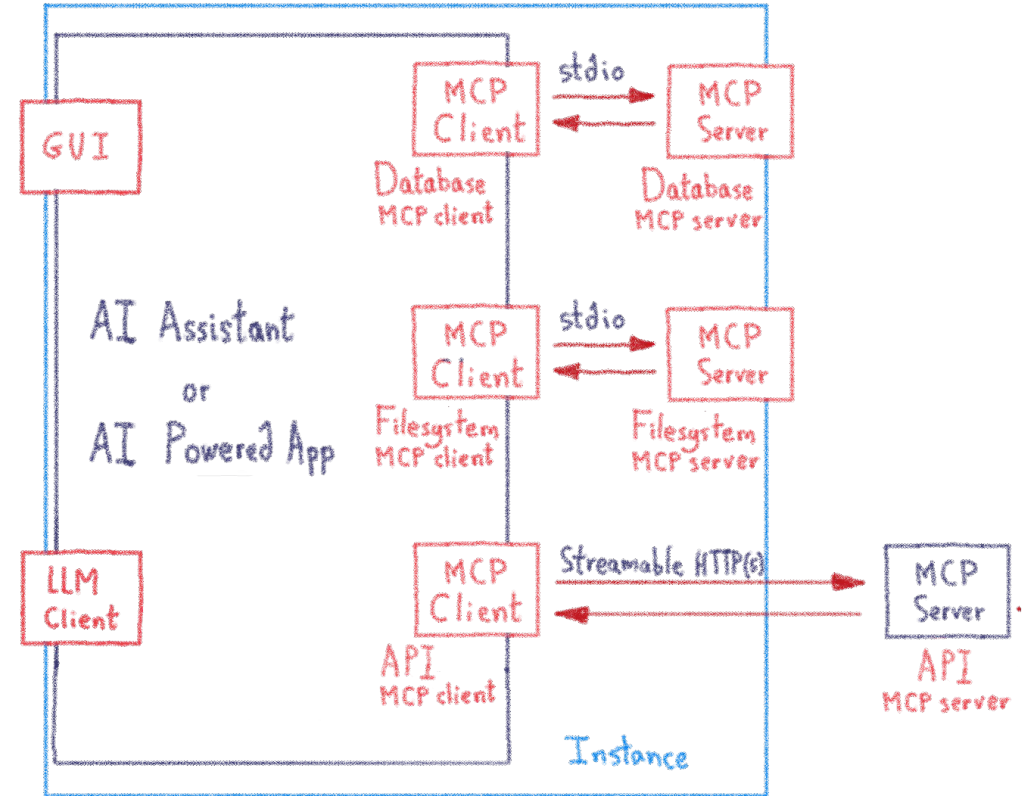 GUI
MCP
Client
stdio
MCP
Server
Database
MCP client
Database
MCP server
AI Assistant
or
AI Powered App
MCP
Client
stdio
MCP
Server
Filesystem
MCP client
Filesystem
MCP server
LLM
Client
MCP
Client
Streamable HTTP(s)
MCP
Server
API
MCP client
API
MCP server
Instance